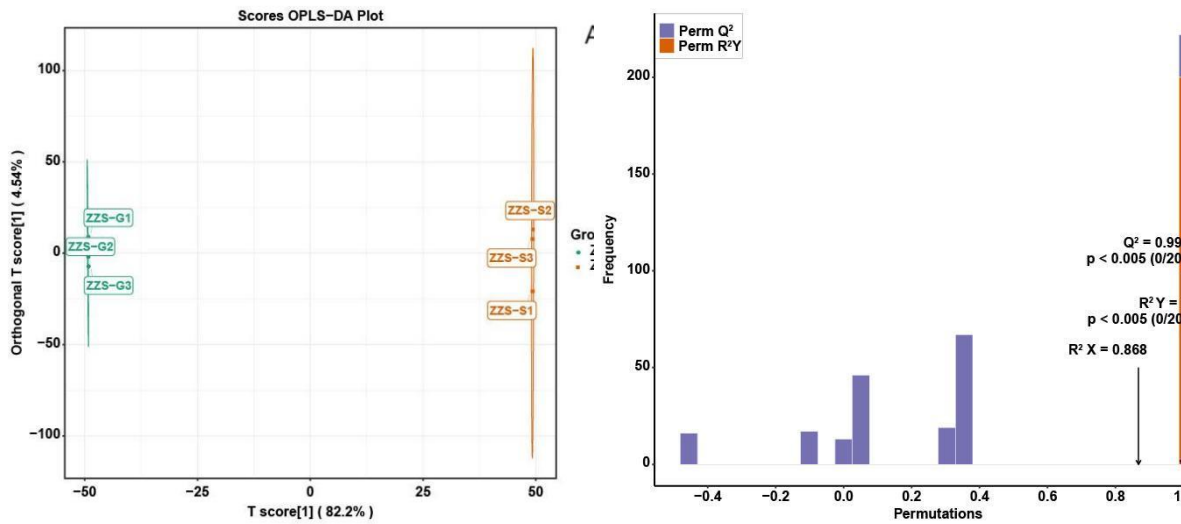 Scores OPLS-DA Plot
Orthogonal T score[1] ( 4.54% )
100
50
0
−50
−100
ZZS-G1
ZZS-G2
ZZS-G3
ZZS-S2
ZZS-S3
ZZS-S1
−50
−25
0
25
50
T score[1] ( 82.2% )
A
Gro
Perm Q²
Perm R²Y
Frequency
200
150
100
50
0
Q² = 0.99
p < 0.005 (0/20
R² Y =
p < 0.005 (0/20
R² X = 0.868
−0.4
−0.2
0.0
0.2
0.4
0.6
0.8
1
Permutations